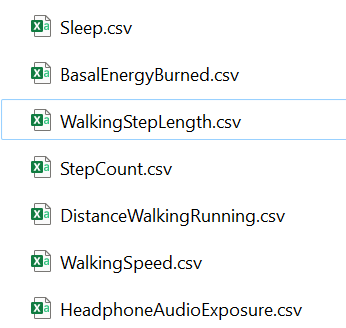 Sleep.csv
BasalEnergyBurned.csv
WalkingStepLength.csv
StepCount.csv
DistanceWalkingRunning.csv
WalkingSpeed.csv
HeadphoneAudioExposure.csv